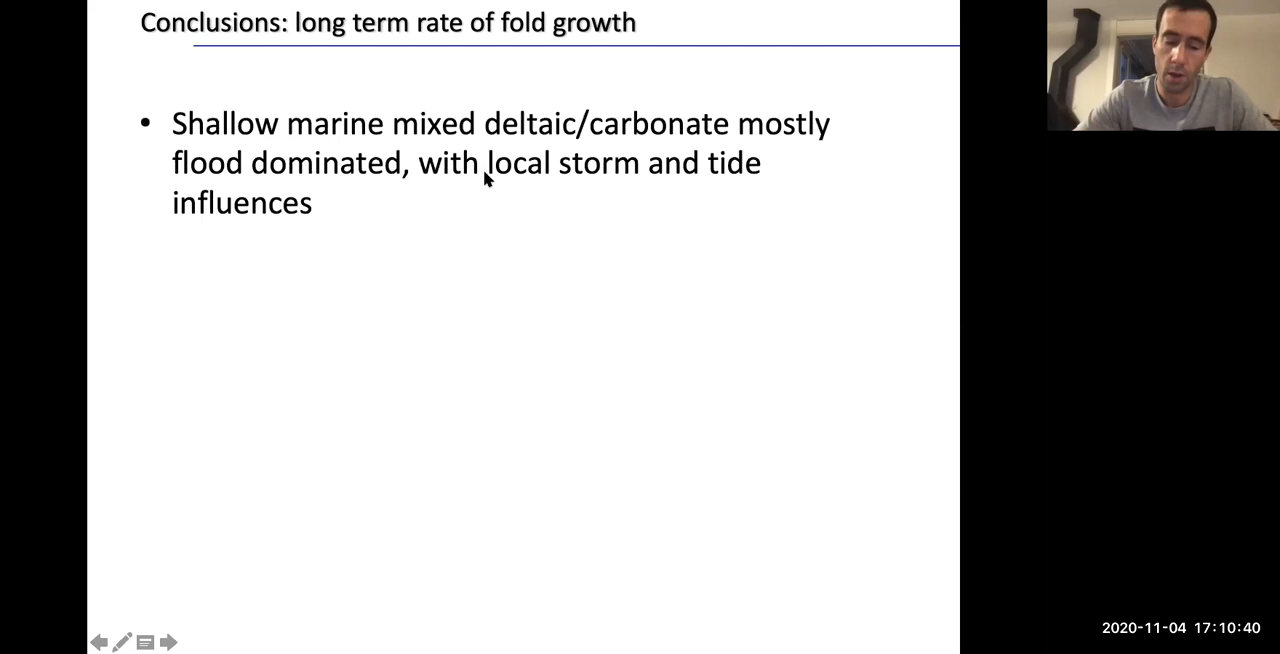 Conclusions: long term rate of fold growth
• Shallow marine mixed deltaic/carbonate mostly
flood dominated, with local storm and tide
influences
2020-11-04 17:10:40